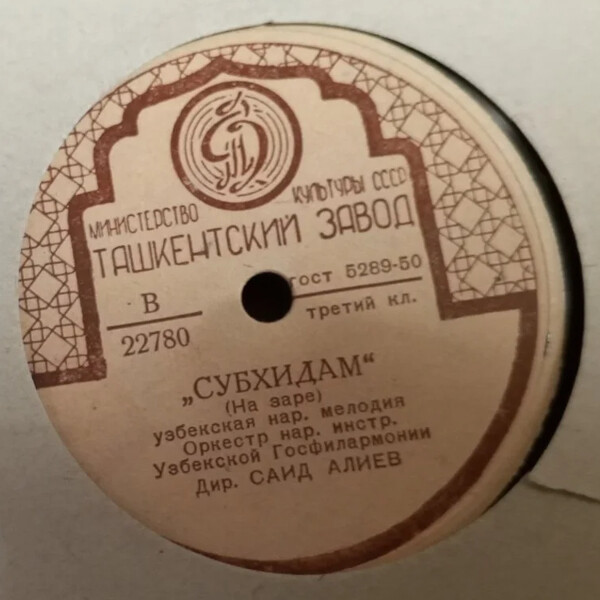 МИНИСТЕРСТВО КУЛЬТУРЫ СССР
ТАШКЕНТСКИЙ ЗАВОД
В
22780
ГОСТ 5289-50
третий кл.
„СУБХИДАМ“
(На заре)
узбекская нар. мелодия
Оркестр нар. инстр.
Узбекской Госфилармонии
Дир. САИД АЛИЕВ